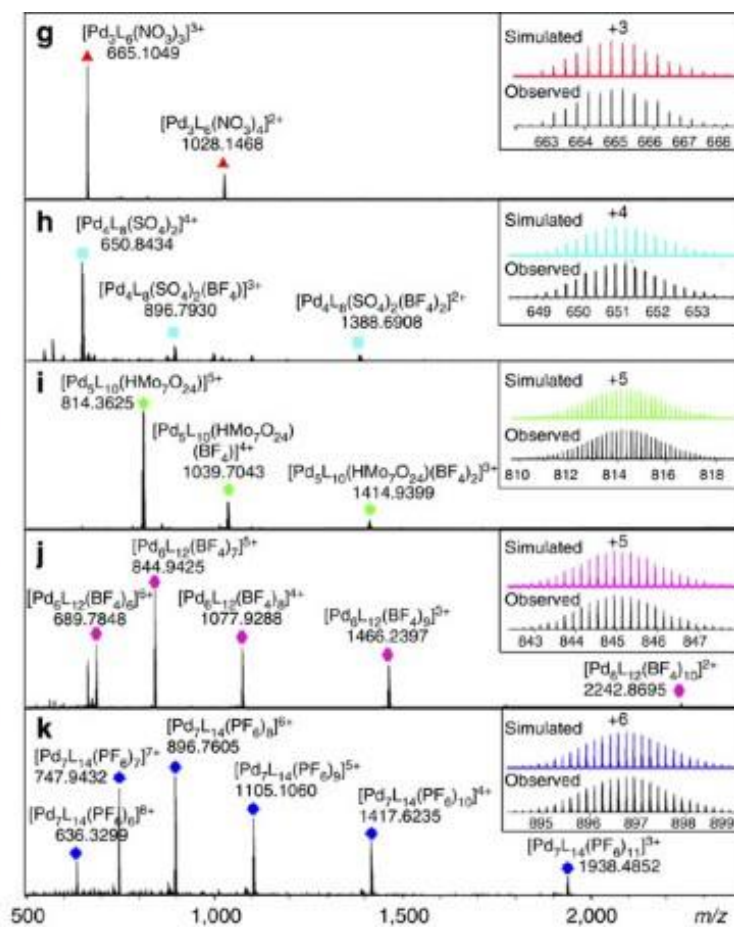 g
[Pd₃L₆(NO₃)₃]³⁺
665.1049
[Pd₃L₆(NO₃)₄]²⁺
1028.1468
Simulated +3
Observed
663 664 665 666 667 668
h
[Pd₄L₈(SO₄)₂]⁴⁺
650.8434
[Pd₄L₈(SO₄)₂(BF₄)]³⁺
896.7930
[Pd₄L₈(SO₄)₂(BF₄)₂]²⁺
1388.6908
Simulated +4
Observed
649 650 651 652 653
i
[Pd₅L₁₀(HMo₇O₂₄)]⁵⁺
814.3625
[Pd₅L₁₀(HMo₇O₂₄)
(BF₄)]⁴⁺
1039.7043
[Pd₅L₁₀(HMo₇O₂₄)(BF₄)₂]³⁺
1414.9399
Simulated +5
Observed
810 812 814 816 818
j
[Pd₆L₁₂(BF₄)₇]⁵⁺
844.9425
[Pd₆L₁₂(BF₄)₆]⁶⁺
689.7848
[Pd₆L₁₂(BF₄)₈]⁴⁺
1077.9288
[Pd₆L₁₂(BF₄)₉]³⁺
1466.2397
[Pd₆L₁₂(BF₄)₁₀]²⁺
2242.8695
Simulated +5
Observed
843 844 845 846 847
k
[Pd₇L₁₄(PF₆)₈]⁶⁺
896.7605
[Pd₇L₁₄(PF₆)₇]⁷⁺
747.9432
[Pd₇L₁₄(PF₆)₉]⁵⁺
1105.1060
[Pd₇L₁₄(PF₆)₆]⁸⁺
636.3299
[Pd₇L₁₄(PF₆)₁₀]⁴⁺
1417.6235
[Pd₇L₁₄(PF₆)₁₁]³⁺
1938.4852
Simulated +6
Observed
895 896 897 898 899
500 1,000 1,500 2,000 m/z